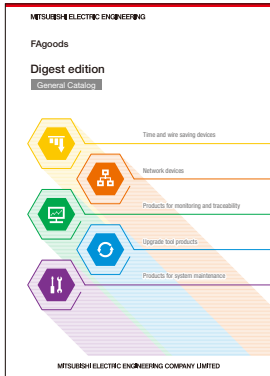 MITSUBISHI ELECTRIC ENGINEERING
FAgoods
Digest edition
General Catalog
Time and wire saving devices
Network devices
Products for monitoring and traceability
Upgrade tool products
Products for system maintenance
MITSUBISHI ELECTRIC ENGINEERING COMPANY LIMITED